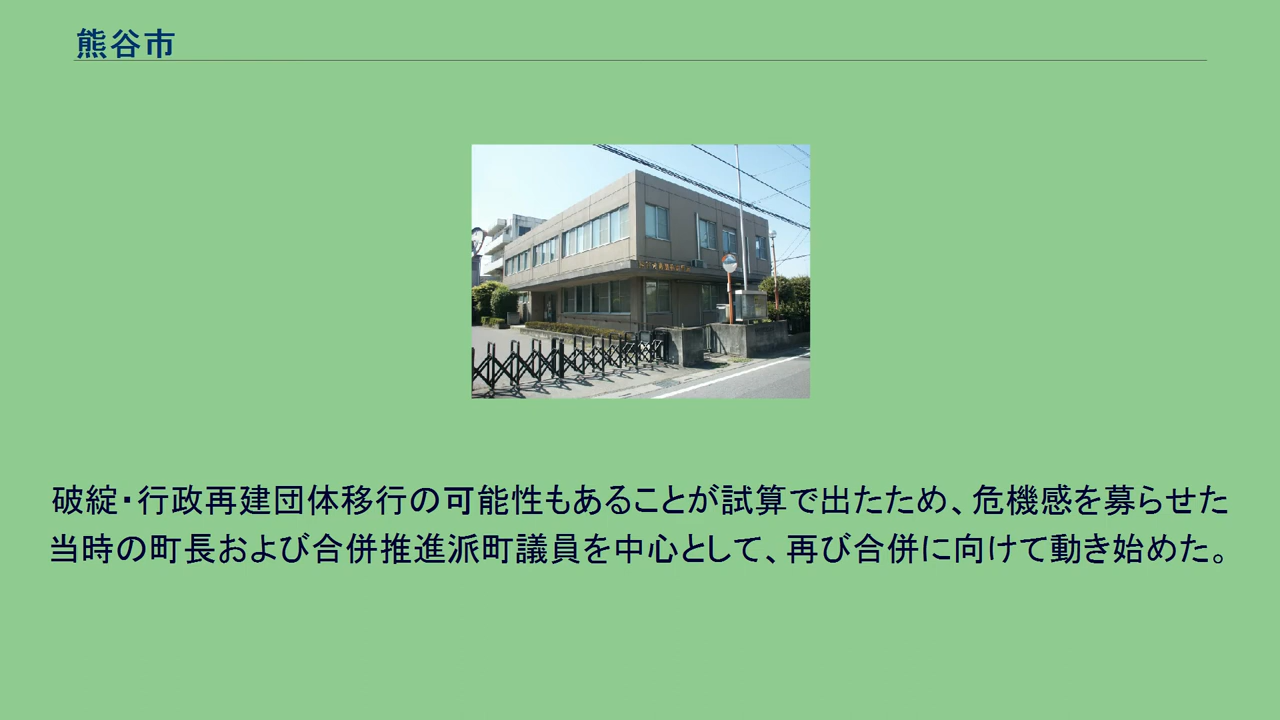 熊谷市
破綻・行政再建団体移行の可能性もあることが試算で出たため、危機感を募らせた
当時の町長および合併推進派町議員を中心として、再び合併に向けて動き始めた。